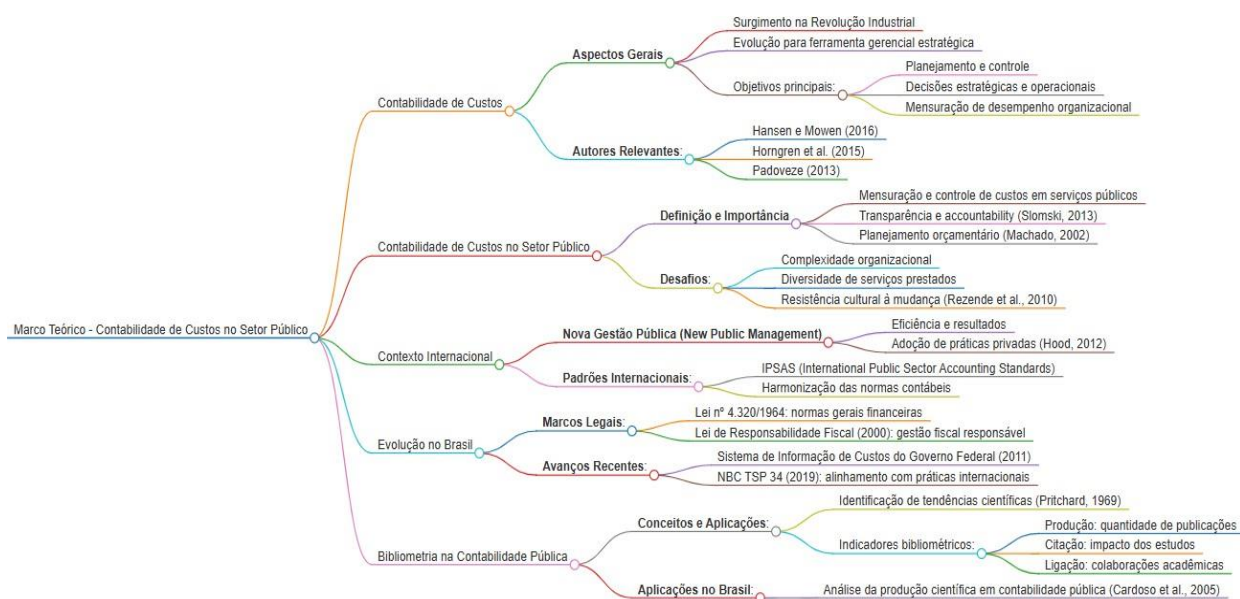 Marco Teórico - Contabilidade de Custos no Setor Público
Contabilidade de Custos
Aspectos Gerais
Surgimento na Revolução Industrial
Evolução para ferramenta gerencial estratégica
Objetivos principais:
Planejamento e controle
Decisões estratégicas e operacionais
Mensuração de desempenho organizacional
Autores Relevantes:
Hansen e Mowen (2016)
Horngren et al. (2015)
Padoveze (2013)
Contabilidade de Custos no Setor Público
Definição e Importância
Mensuração e controle de custos em serviços públicos
Transparência e accountability (Slomski, 2013)
Planejamento orçamentário (Machado, 2002)
Desafios:
Complexidade organizacional
Diversidade de serviços prestados
Resistência cultural à mudança (Rezende et al., 2010)
Contexto Internacional
Nova Gestão Pública (New Public Management)
Eficiência e resultados
Adoção de práticas privadas (Hood, 2012)
Padrões Internacionais:
IPSAS (International Public Sector Accounting Standards)
Harmonização das normas contábeis
Evolução no Brasil
Marcos Legais:
Lei nº 4.320/1964: normas gerais financeiras
Lei de Responsabilidade Fiscal (2000): gestão fiscal responsável
Avanços Recentes:
Sistema de Informação de Custos do Governo Federal (2011)
NBC TSP 34 (2019): alinhamento com práticas internacionais
Bibliometria na Contabilidade Pública
Conceitos e Aplicações:
Identificação de tendências científicas (Pritchard, 1969)
Indicadores bibliométricos:
Produção: quantidade de publicações
Citação: impacto dos estudos
Ligação: colaborações acadêmicas
Aplicações no Brasil:
Análise da produção científica em contabilidade pública (Cardoso et al., 2005)